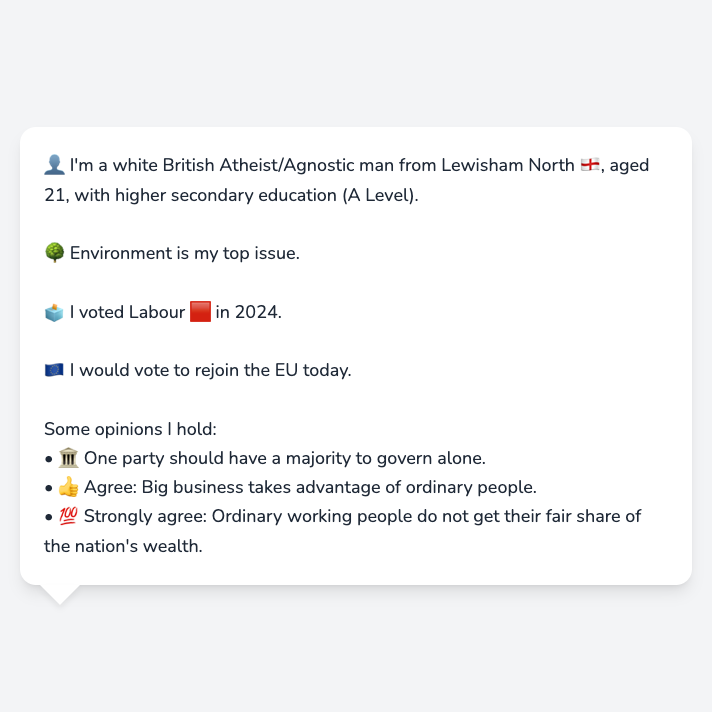 👤 I'm a white British Atheist/Agnostic man from Lewisham North 🏴󠁧󠁢󠁥󠁮󠁧󠁿, aged
21, with higher secondary education (A Level).
🌳 Environment is my top issue.
🗳️ I voted Labour 🟥 in 2024.
🇪🇺 I would vote to rejoin the EU today.
Some opinions I hold:
• 🏛️ One party should have a majority to govern alone.
• 👍 Agree: Big business takes advantage of ordinary people.
• 💯 Strongly agree: Ordinary working people do not get their fair share of
the nation's wealth.